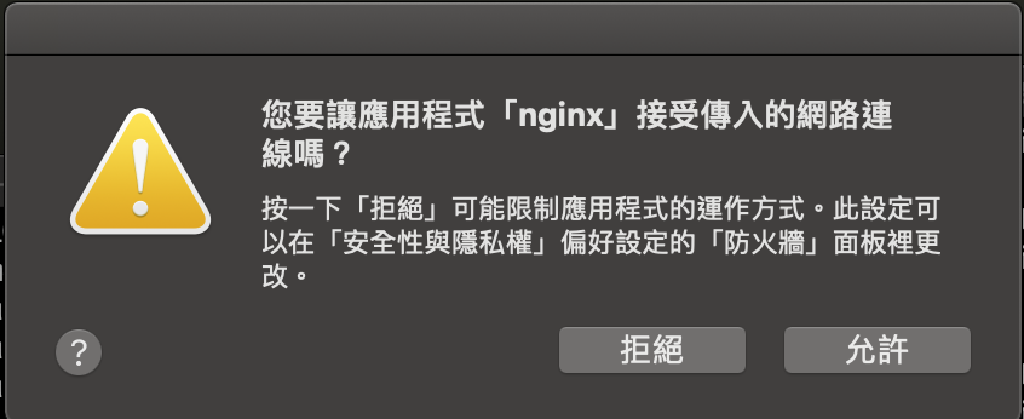 您要讓應用程式「nginx」接受傳入的網路連
線嗎？
按一下「拒絕」可能限制應用程式的運作方式。此設定可
以在「安全性與隱私權」偏好設定的「防火牆」面板裡更
改。
?
拒絕
允許